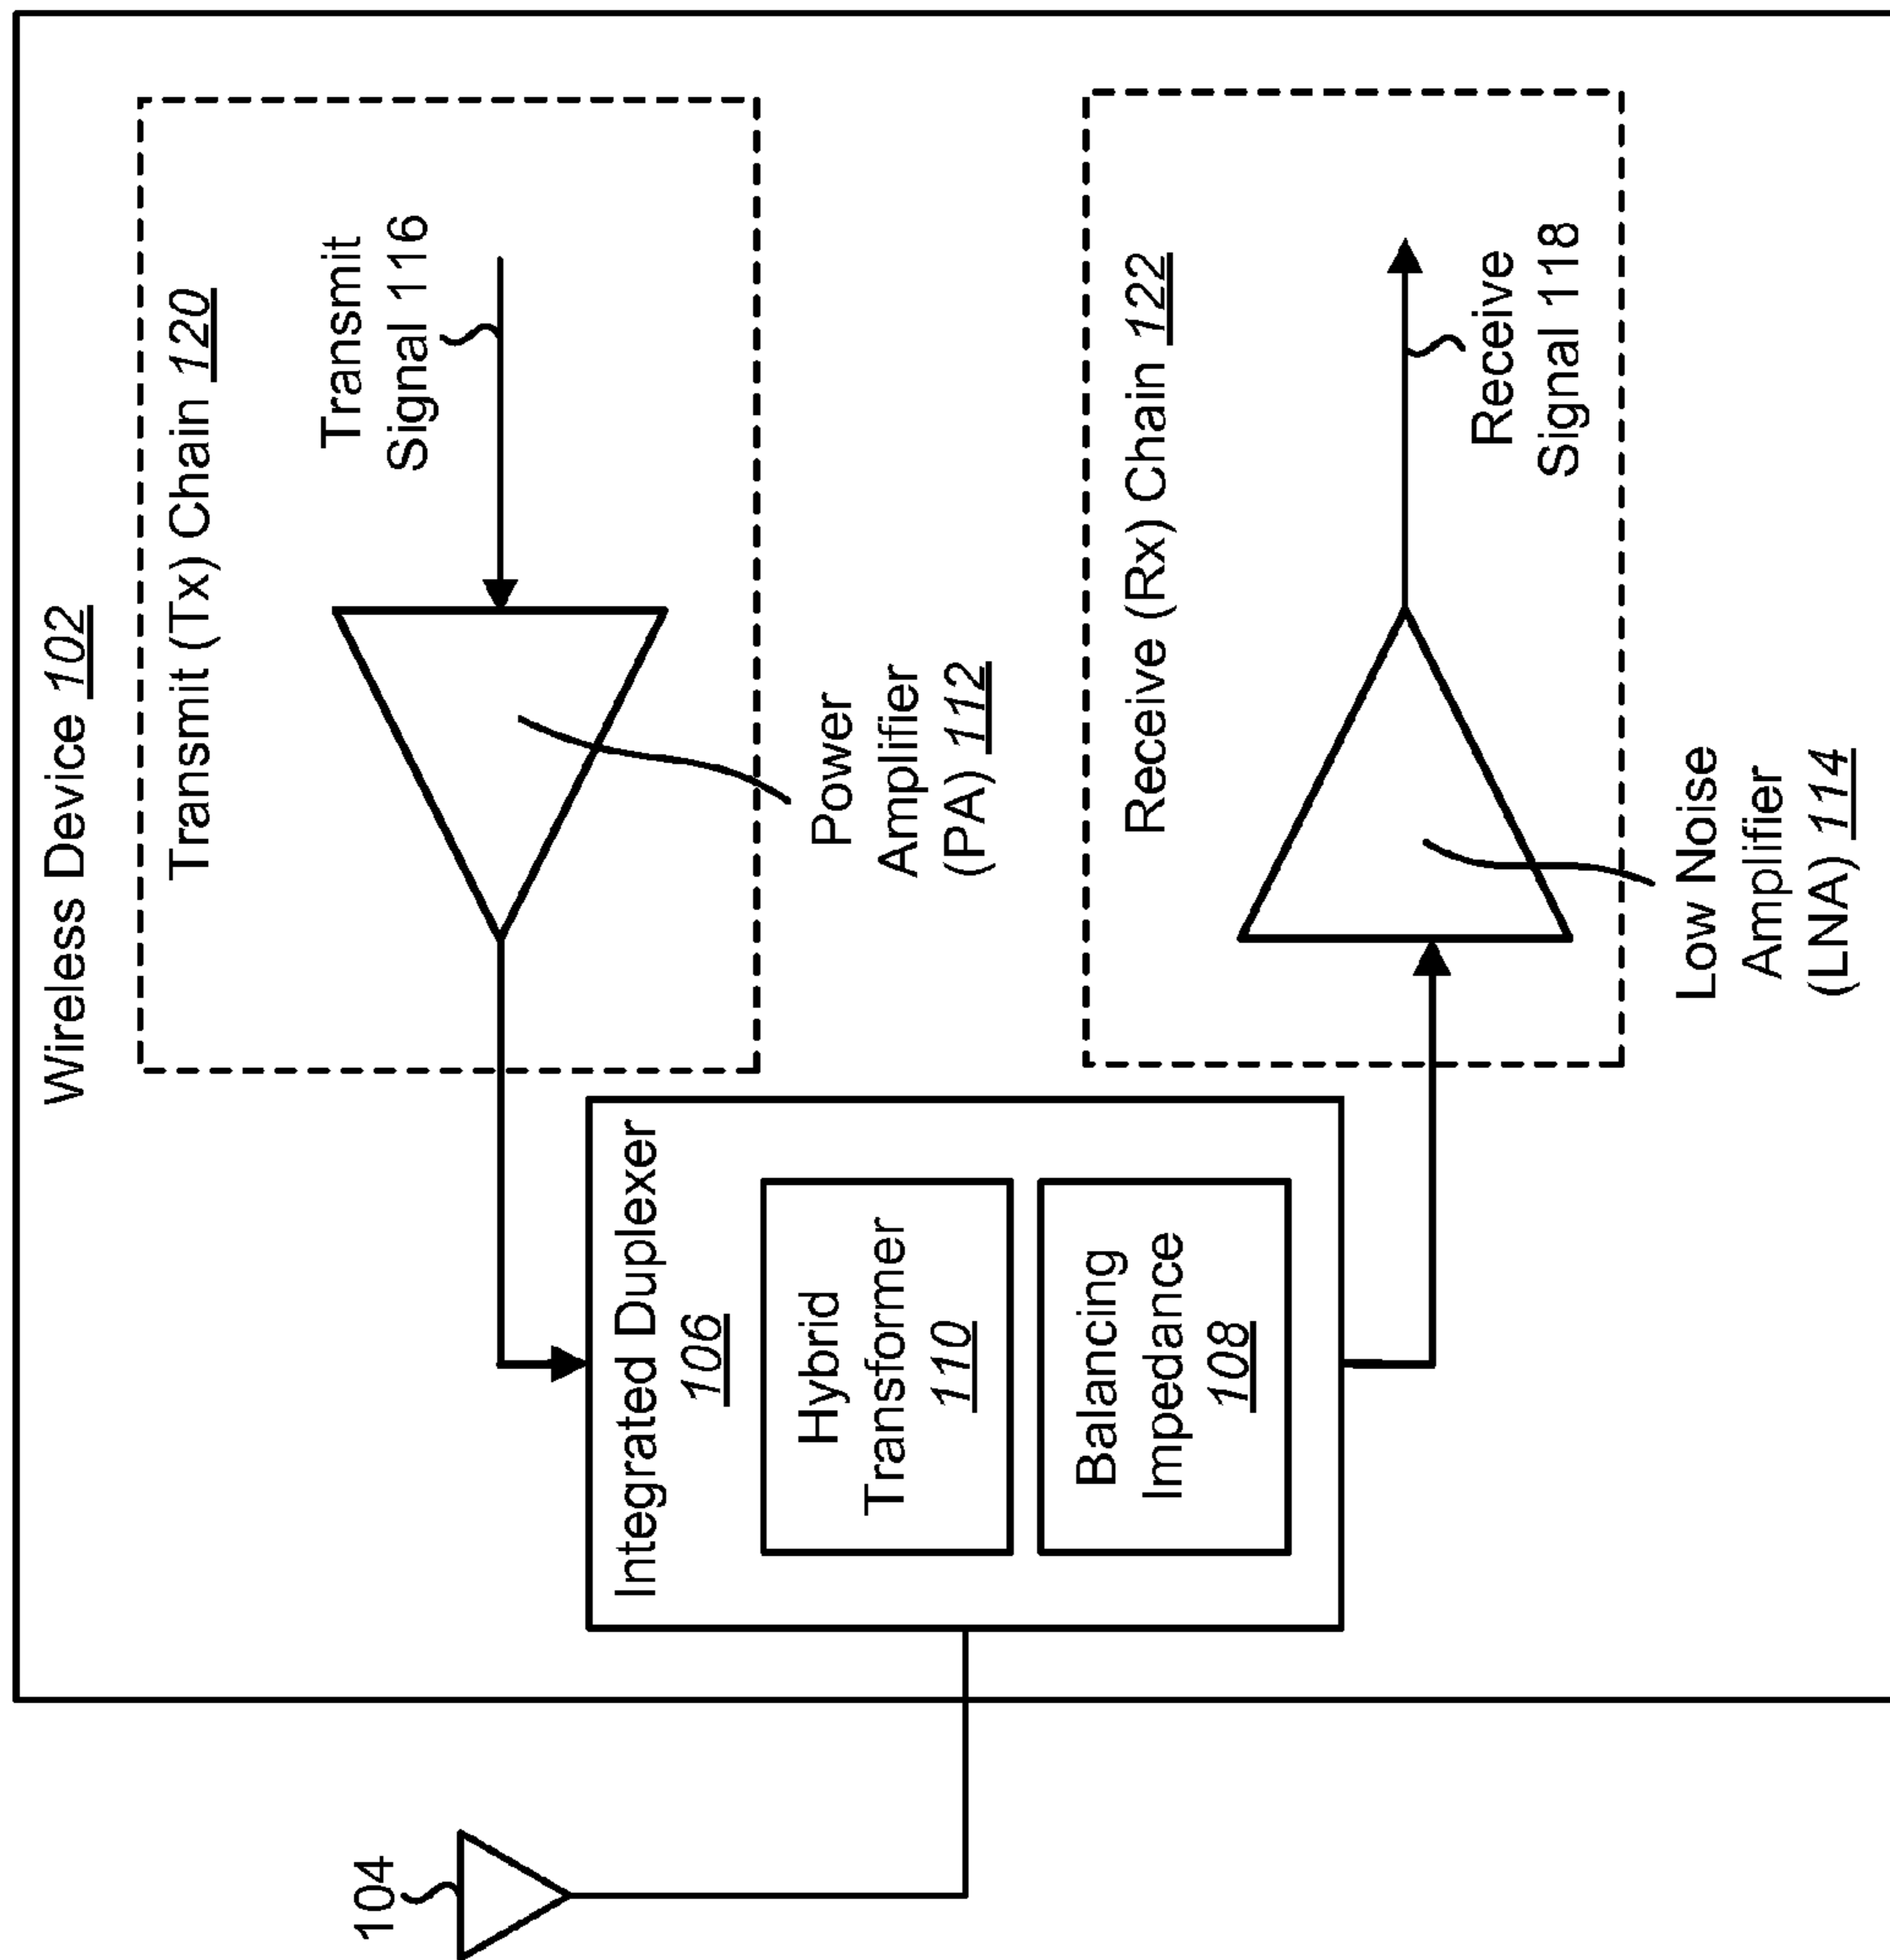 Wireless Device 102
Transmit (Tx) Chain 120
Transmit
Signal 116
Power
Amplifier
(PA) 112
104
Integrated Duplexer
106
Hybrid
Transformer
110
Balancing
Impedance
108
Receive (Rx) Chain 122
Receive
Signal 118
Low Noise
Amplifier
(LNA) 114